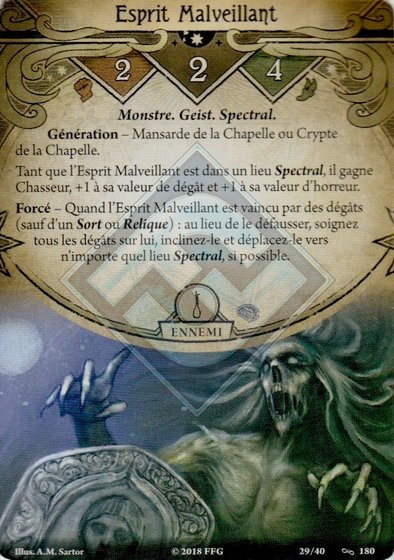 Esprit Malveillant
2 2 4
Monstre. Geist. Spectral.
Génération – Mansarde de la Chapelle ou Crypte
de la Chapelle.
Tant que l'Esprit Malveillant est dans un lieu Spectral, il gagne
Chasseur, +1 à sa valeur de dégât et +1 à sa valeur d'horreur.
Forcé – Quand l'Esprit Malveillant est vaincu par des dégâts
(sauf d'un Sort ou Relique) : au lieu de le défausser, soignez
tous les dégâts sur lui, inclinez-le et déplacez-le vers
n'importe quel lieu Spectral, si possible.
ENNEMI
Illus. A.M. Sartor © 2018 FFG 29/40 180